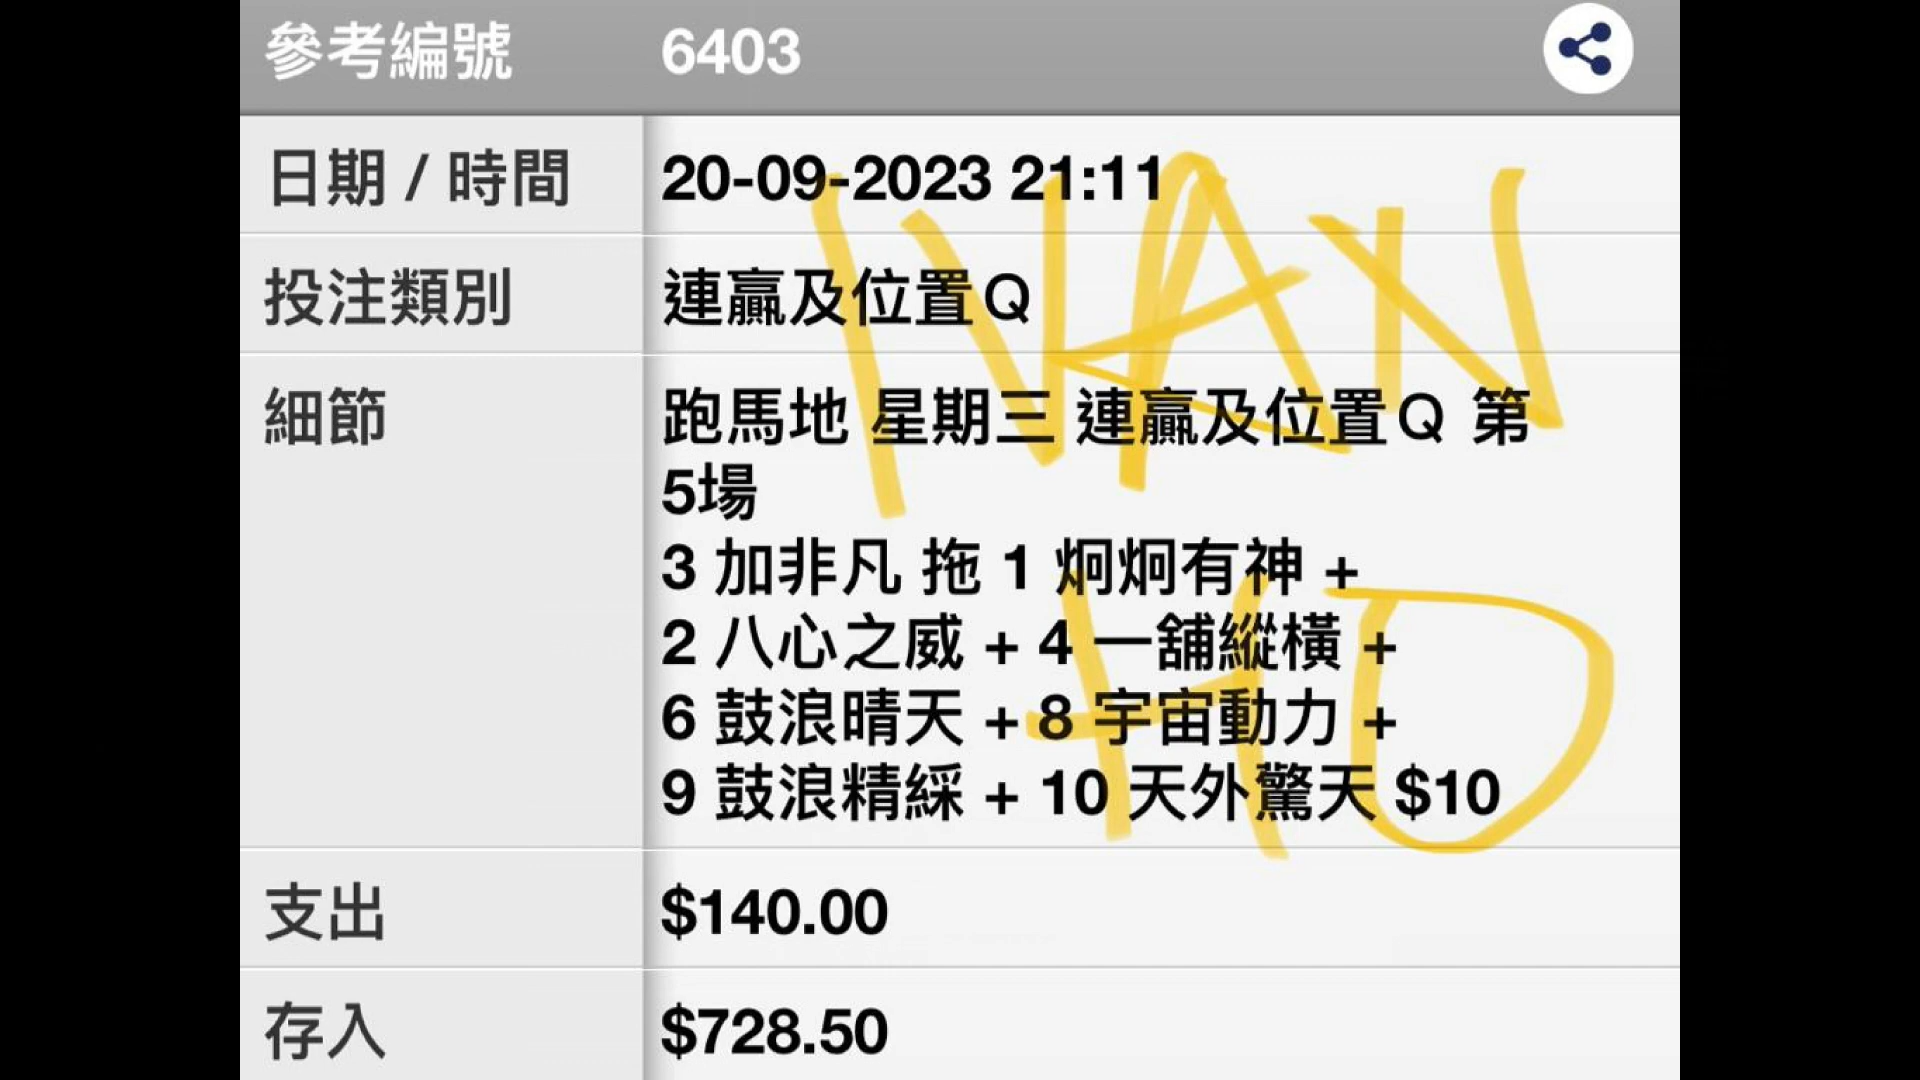 參考編號 6403
日期 / 時間 20-09-2023 21:11
投注類別 連贏及位置Q
細節 跑馬地 星期三 連贏及位置Q 第
5場
3 加非凡 拖 1 炯炯有神 +
2 八心之威 + 4 一舖縱橫 +
6 鼓浪晴天 + 8 宇宙動力 +
9 鼓浪精綵 + 10 天外驚天 $10
支出 $140.00
存入 $728.50
IVAN
HO